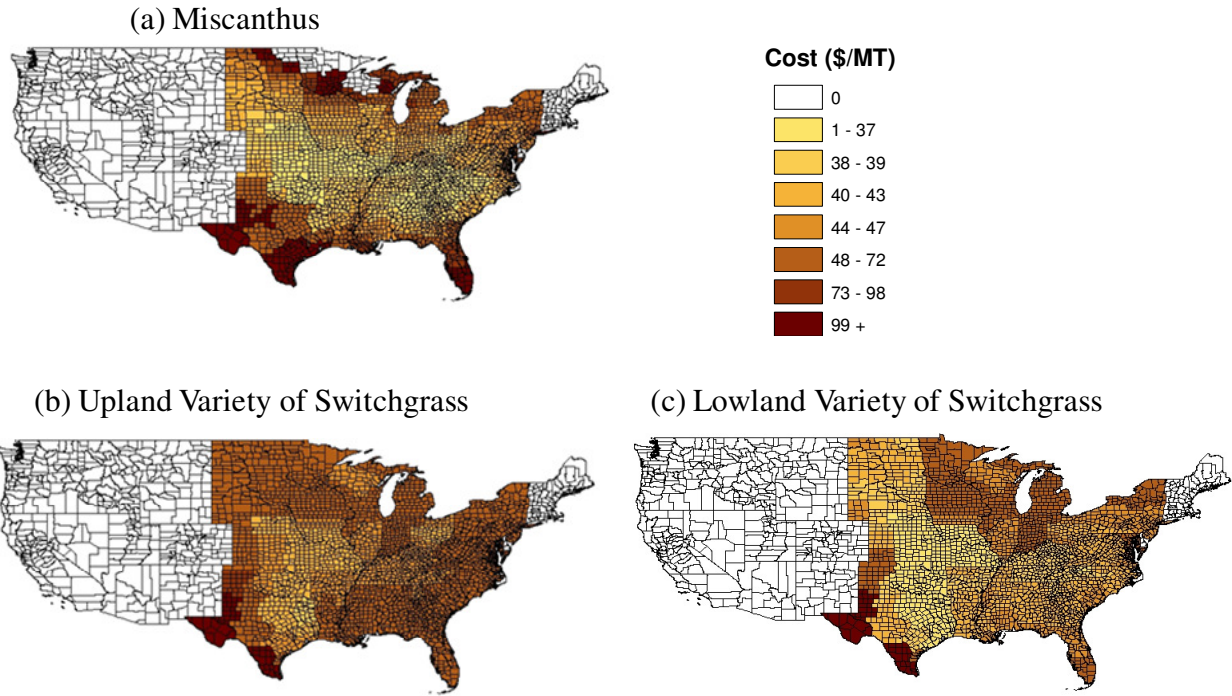 (a) Miscanthus
Cost ($/MT)
0
1 - 37
38 - 39
40 - 43
44 - 47
48 - 72
73 - 98
99 +
(b) Upland Variety of Switchgrass
(c) Lowland Variety of Switchgrass